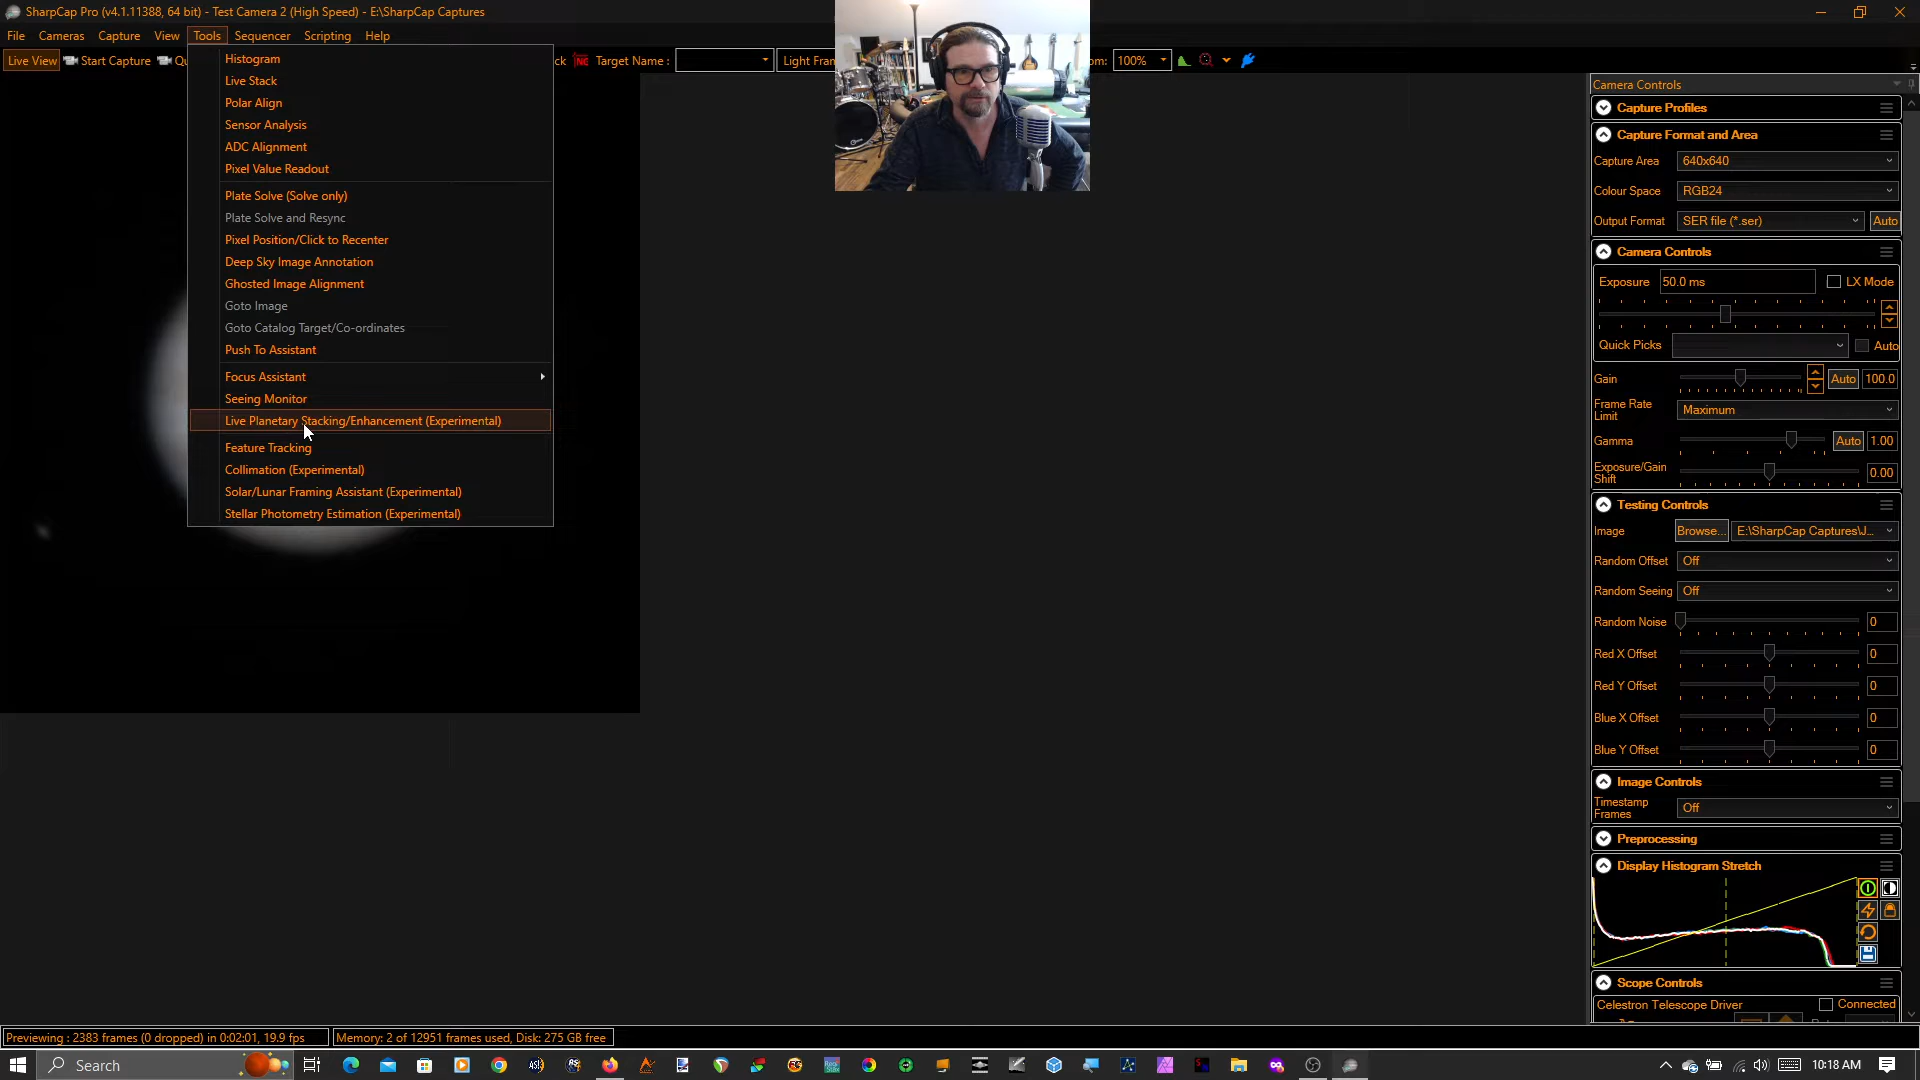 SharpCap Pro (v4.1.11388, 64 bit) - Test Camera 2 (High Speed) - E:\SharpCap Captures
File Cameras Capture View Tools Sequencer Scripting Help
Live View Start Capture Target Name : Light Fram 100%
Histogram
Live Stack
Polar Align
Sensor Analysis
ADC Alignment
Pixel Value Readout
Plate Solve (Solve only)
Plate Solve and Resync
Pixel Position/Click to Recenter
Deep Sky Image Annotation
Ghosted Image Alignment
Goto Image
Goto Catalog Target/Co-ordinates
Push To Assistant
Focus Assistant
Seeing Monitor
Live Planetary Stacking/Enhancement (Experimental)
Feature Tracking
Collimation (Experimental)
Solar/Lunar Framing Assistant (Experimental)
Stellar Photometry Estimation (Experimental)
Camera Controls
Capture Profiles
Capture Format and Area
Capture Area 640x640
Colour Space RGB24
Output Format SER file (*.ser) Auto
Camera Controls
Exposure 50.0 ms LX Mode
Quick Picks Auto
Gain Auto 100.0
Frame Rate
Limit Maximum
Gamma Auto 1.00
Exposure/Gain
Shift 0.00
Testing Controls
Image Browse... E:\SharpCap Captures\J...
Random Offset Off
Random Seeing Off
Random Noise 0
Red X Offset 0
Red Y Offset 0
Blue X Offset 0
Blue Y Offset 0
Image Controls
Timestamp
Frames Off
Preprocessing
Display Histogram Stretch
Scope Controls
Celestron Telescope Driver Connected
Previewing : 2383 frames (0 dropped) in 0:02:01, 19.9 fps Memory: 2 of 12951 frames used, Disk: 275 GB free
Search 10:18 AM